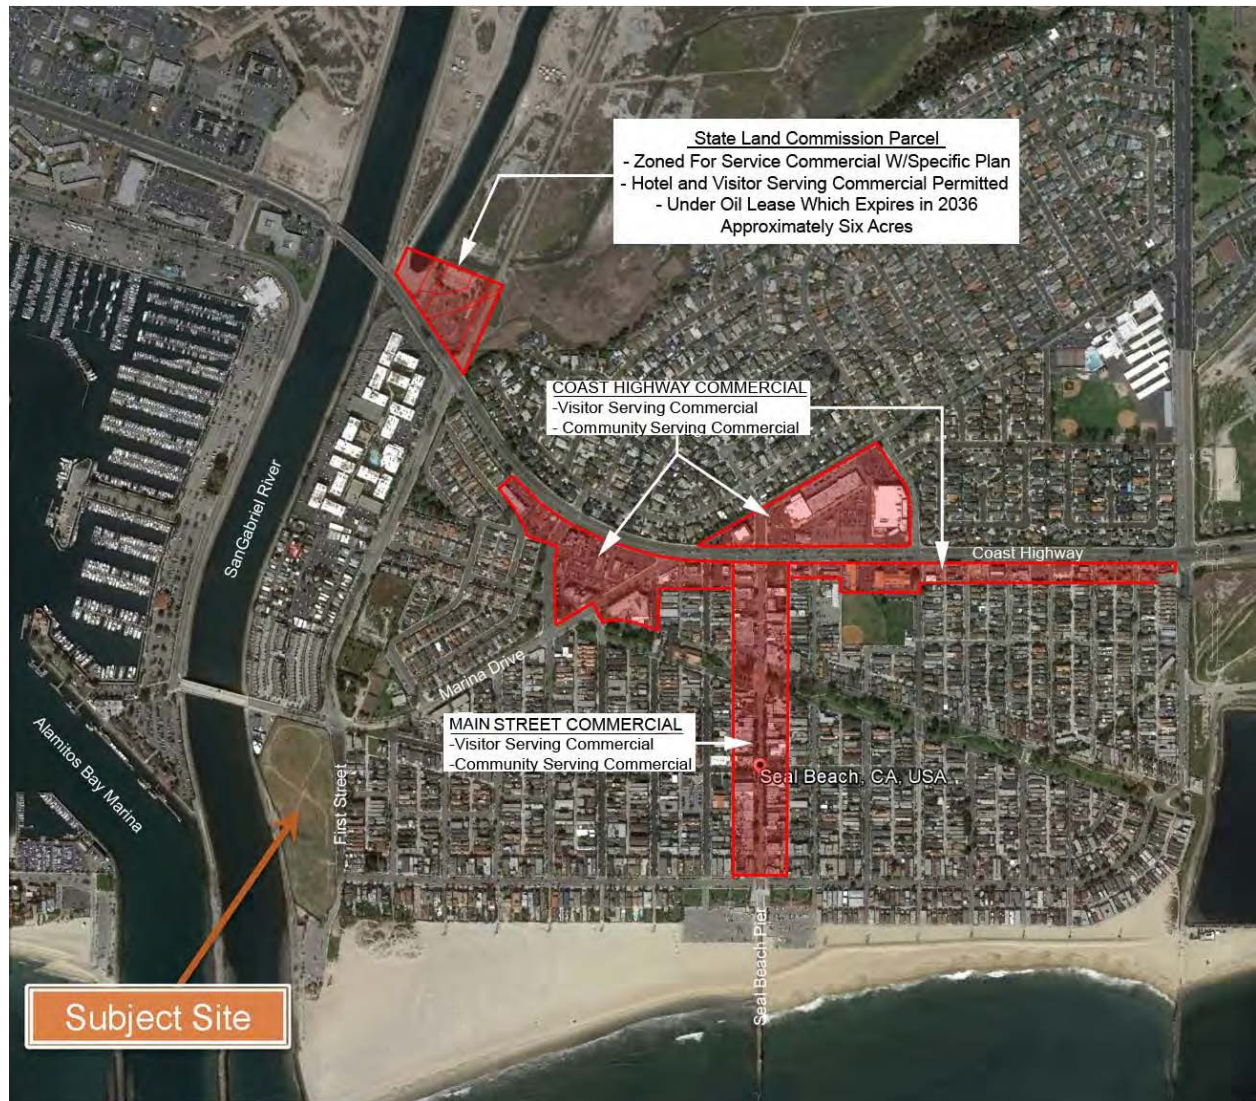 State Land Commission Parcel
- Zoned For Service Commercial W/Specific Plan
- Hotel and Visitor Serving Commercial Permitted
- Under Oil Lease Which Expires in 2036
Approximately Six Acres
COAST HIGHWAY COMMERCIAL
-Visitor Serving Commercial
- Community Serving Commercial
SanGabriel River
Coast Highway
Marina Drive
MAIN STREET COMMERCIAL
-Visitor Serving Commercial
-Community Serving Commercial
Seal Beach, CA, USA
Alamitos Bay Marina
First Street
Seal Beach Pier
Subject Site